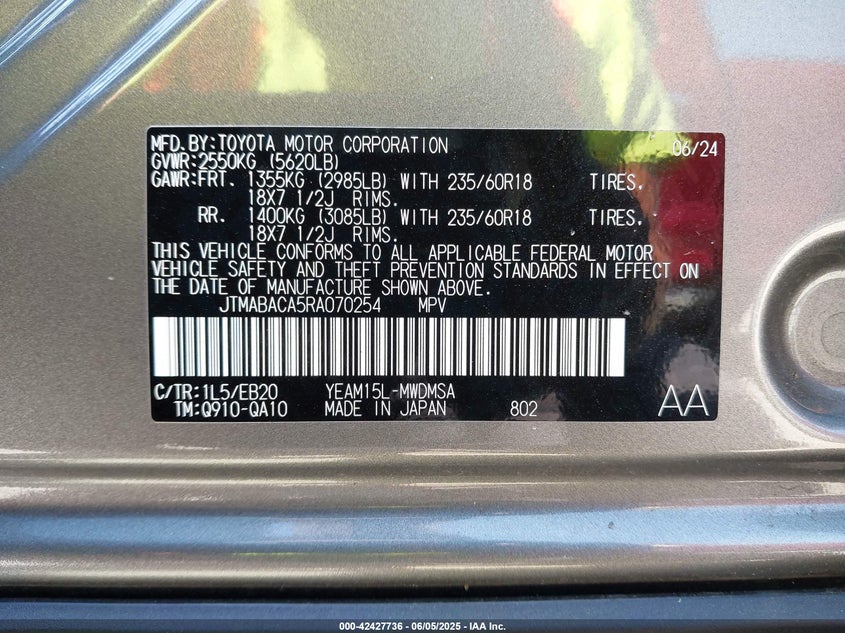 MFD. BY: TOYOTA MOTOR CORPORATION 06/24
GVWR: 2550KG (5620LB)
GAWR: FRT. 1355KG (2985LB) WITH 235/60R18 TIRES.
18X7 1/2J RIMS.
RR. 1400KG (3085LB) WITH 235/60R18 TIRES.
18X7 1/2J RIMS.
THIS VEHICLE CONFORMS TO ALL APPLICABLE FEDERAL MOTOR
VEHICLE SAFETY AND THEFT PREVENTION STANDARDS IN EFFECT ON
THE DATE OF MANUFACTURE SHOWN ABOVE.
JTMABACA5RA070254 MPV
C/TR: 1L5/EB20 YEAM15L-MWDMSA
TM: Q910-QA10 MADE IN JAPAN 802 AA
000-42427736 - 06/05/2025 - IAA Inc.